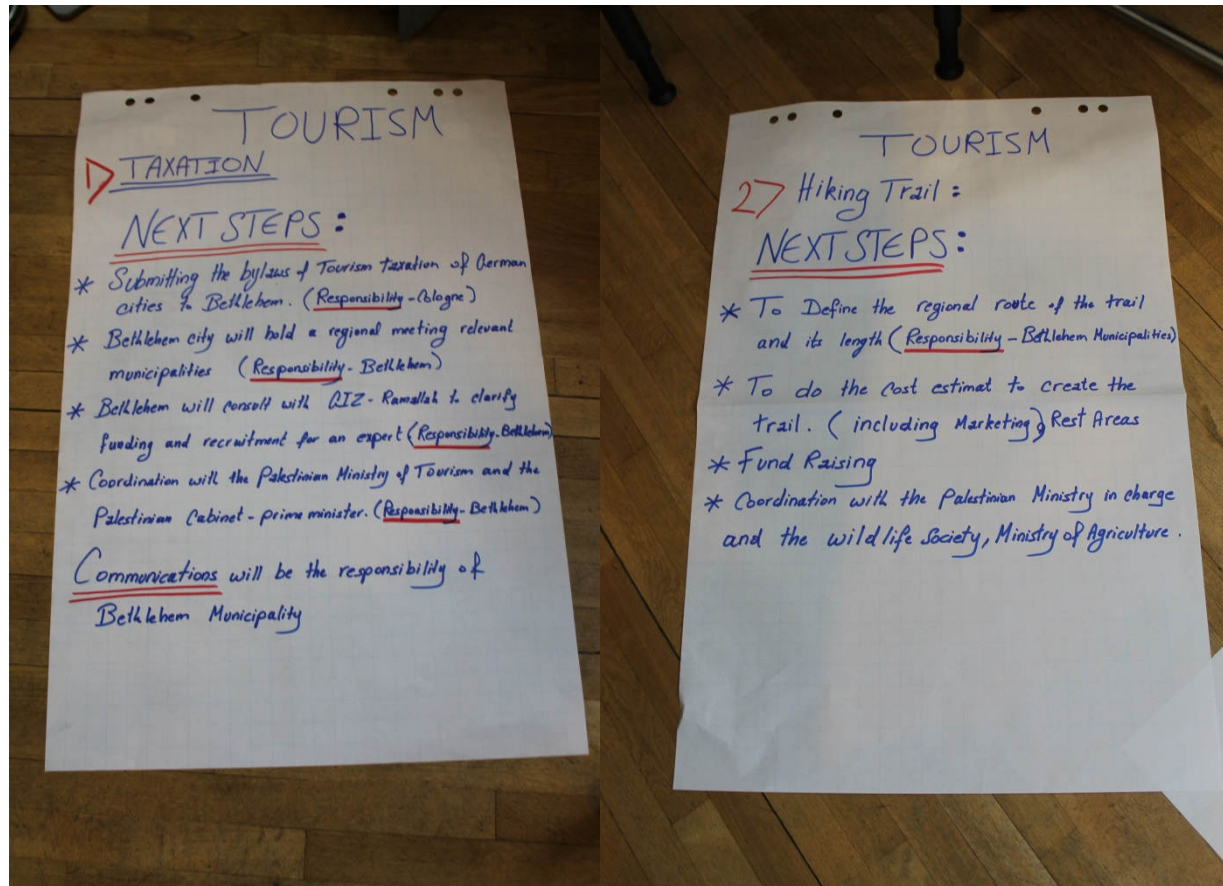 TOURISM
1) TAXATION
NEXT STEPS :
* Submitting the bylaws of Tourism taxation of German
cities to Bethlehem. (Responsibility - Cologne)
* Bethlehem city will hold a regional meeting relevant
municipalities (Responsibility - Bethlehem)
* Bethlehem will consult with GIZ - Ramallah to clarify
funding and recruitment for an expert (Responsibility - Bethlehem)
* Coordination with the Palestinian Ministry of Tourism and the
Palestinian Cabinet - prime minister. (Responsibility - Bethlehem)
Communications will be the responsibility of
Bethlehem Municipality
TOURISM
2) Hiking Trail :
NEXT STEPS :
* To Define the regional route of the trail
and its length (Responsibility - Bethlehem Municipalities)
* To do the cost estimat to create the
trail. (including Marketing) Rest Areas
* Fund Raising
* Coordination with the Palestinian Ministry in charge
and the wild life Society, Ministry of Agriculture.